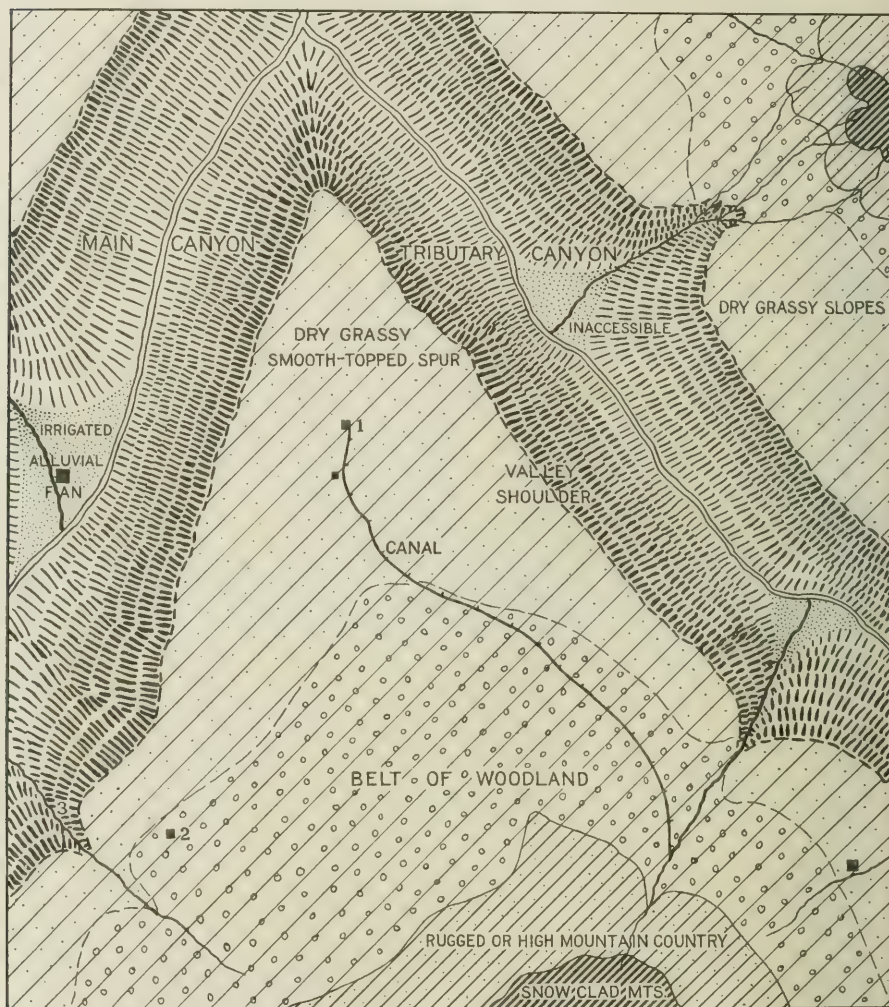 MAIN CANYON
TRIBUTARY CANYON
INACCESSIBLE
DRY GRASSY SLOPES
DRY GRASSY
SMOOTH-TOPPED SPUR
1
IRRIGATED
ALLUVIAL
FAN
VALLEY
SHOULDER
CANAL
BELT OF WOODLAND
3
2
RUGGED OR HIGH MOUNTAIN COUNTRY
SNOW CLAD MTS.